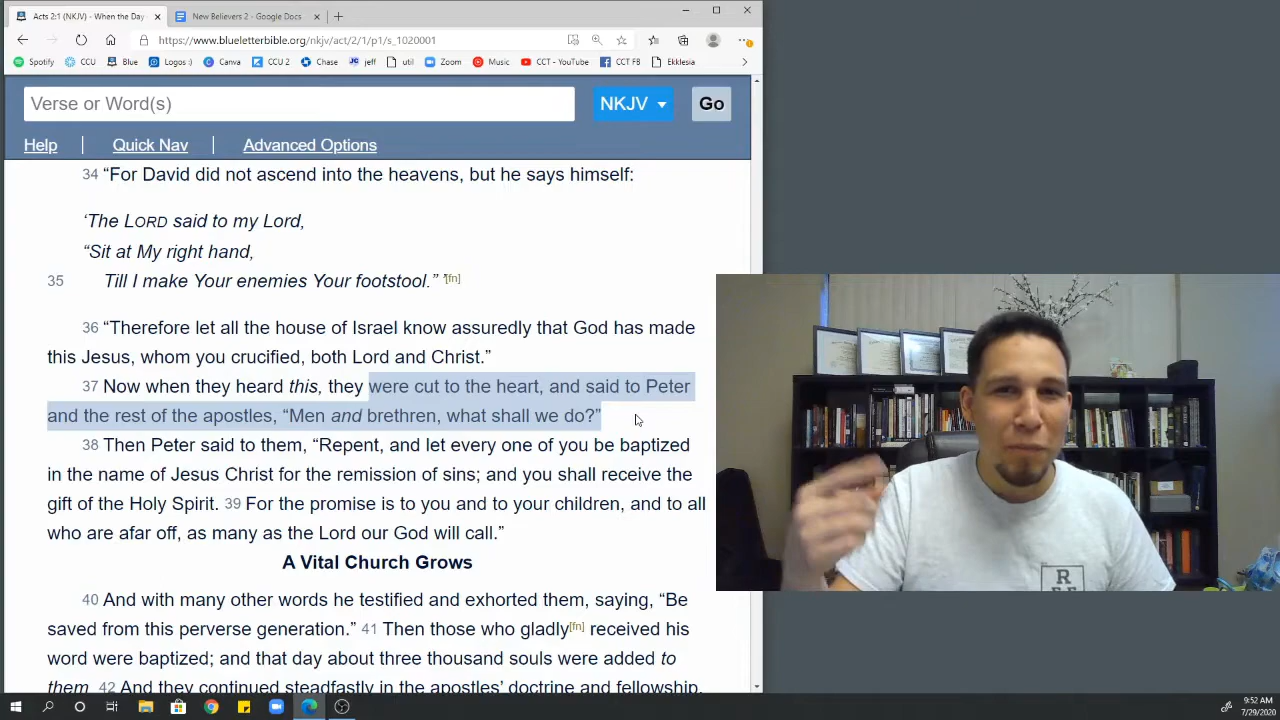 Acts 2:1 (NKJV) - When the Day
New Believers 2 - Google Docs
https://www.blueletterbible.org/nkjv/act/2/1/p1/s_1020001
Spotify CCU Blue Logos :) Canva CCU 2 Chase jeff util Zoom Music CCT - YouTube CCT FB Ekklesia
Verse or Word(s) NKJV Go
Help | Quick Nav | Advanced Options
34 “For David did not ascend into the heavens, but he says himself:
‘The LORD said to my Lord,
“Sit at My right hand,
35 Till I make Your enemies Your footstool.” ’[fn]
36 “Therefore let all the house of Israel know assuredly that God has made
this Jesus, whom you crucified, both Lord and Christ.”
37 Now when they heard this, they were cut to the heart, and said to Peter
and the rest of the apostles, “Men and brethren, what shall we do?”
38 Then Peter said to them, “Repent, and let every one of you be baptized
in the name of Jesus Christ for the remission of sins; and you shall receive the
gift of the Holy Spirit. 39 For the promise is to you and to your children, and to all
who are afar off, as many as the Lord our God will call.”
A Vital Church Grows
40 And with many other words he testified and exhorted them, saying, “Be
saved from this perverse generation.” 41 Then those who gladly[fn] received his
word were baptized; and that day about three thousand souls were added to
them. 42 And they continued steadfastly in the apostles’ doctrine and fellowship,
R
9:52 AM
7/29/2020